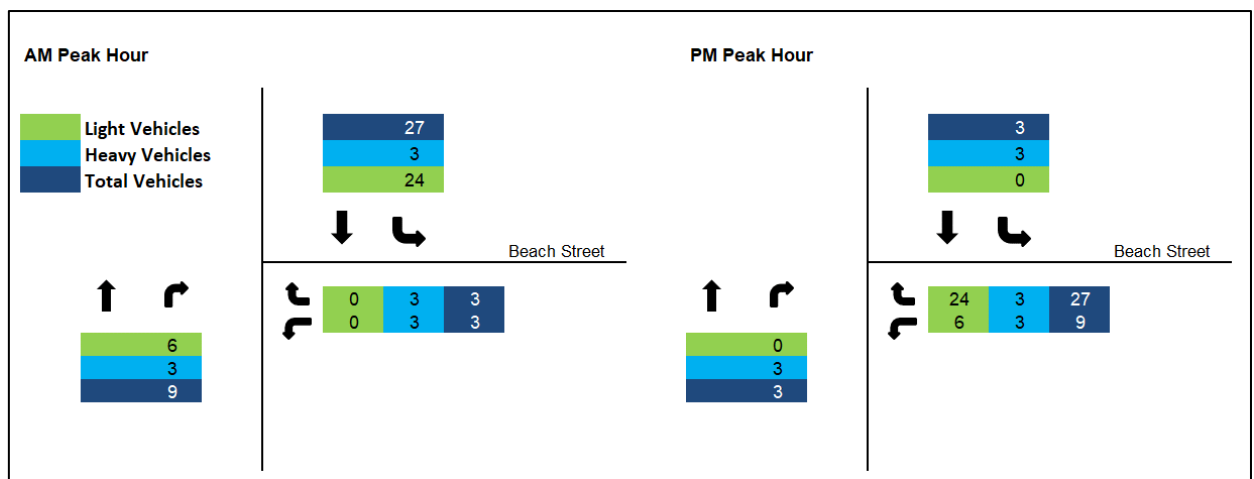 AM Peak Hour
PM Peak Hour
Light Vehicles
Heavy Vehicles
Total Vehicles
27
3
24
3
3
0
Beach Street
Beach Street
0 3 3
0 3 3
24 3 27
6 3 9
6
3
9
0
3
3